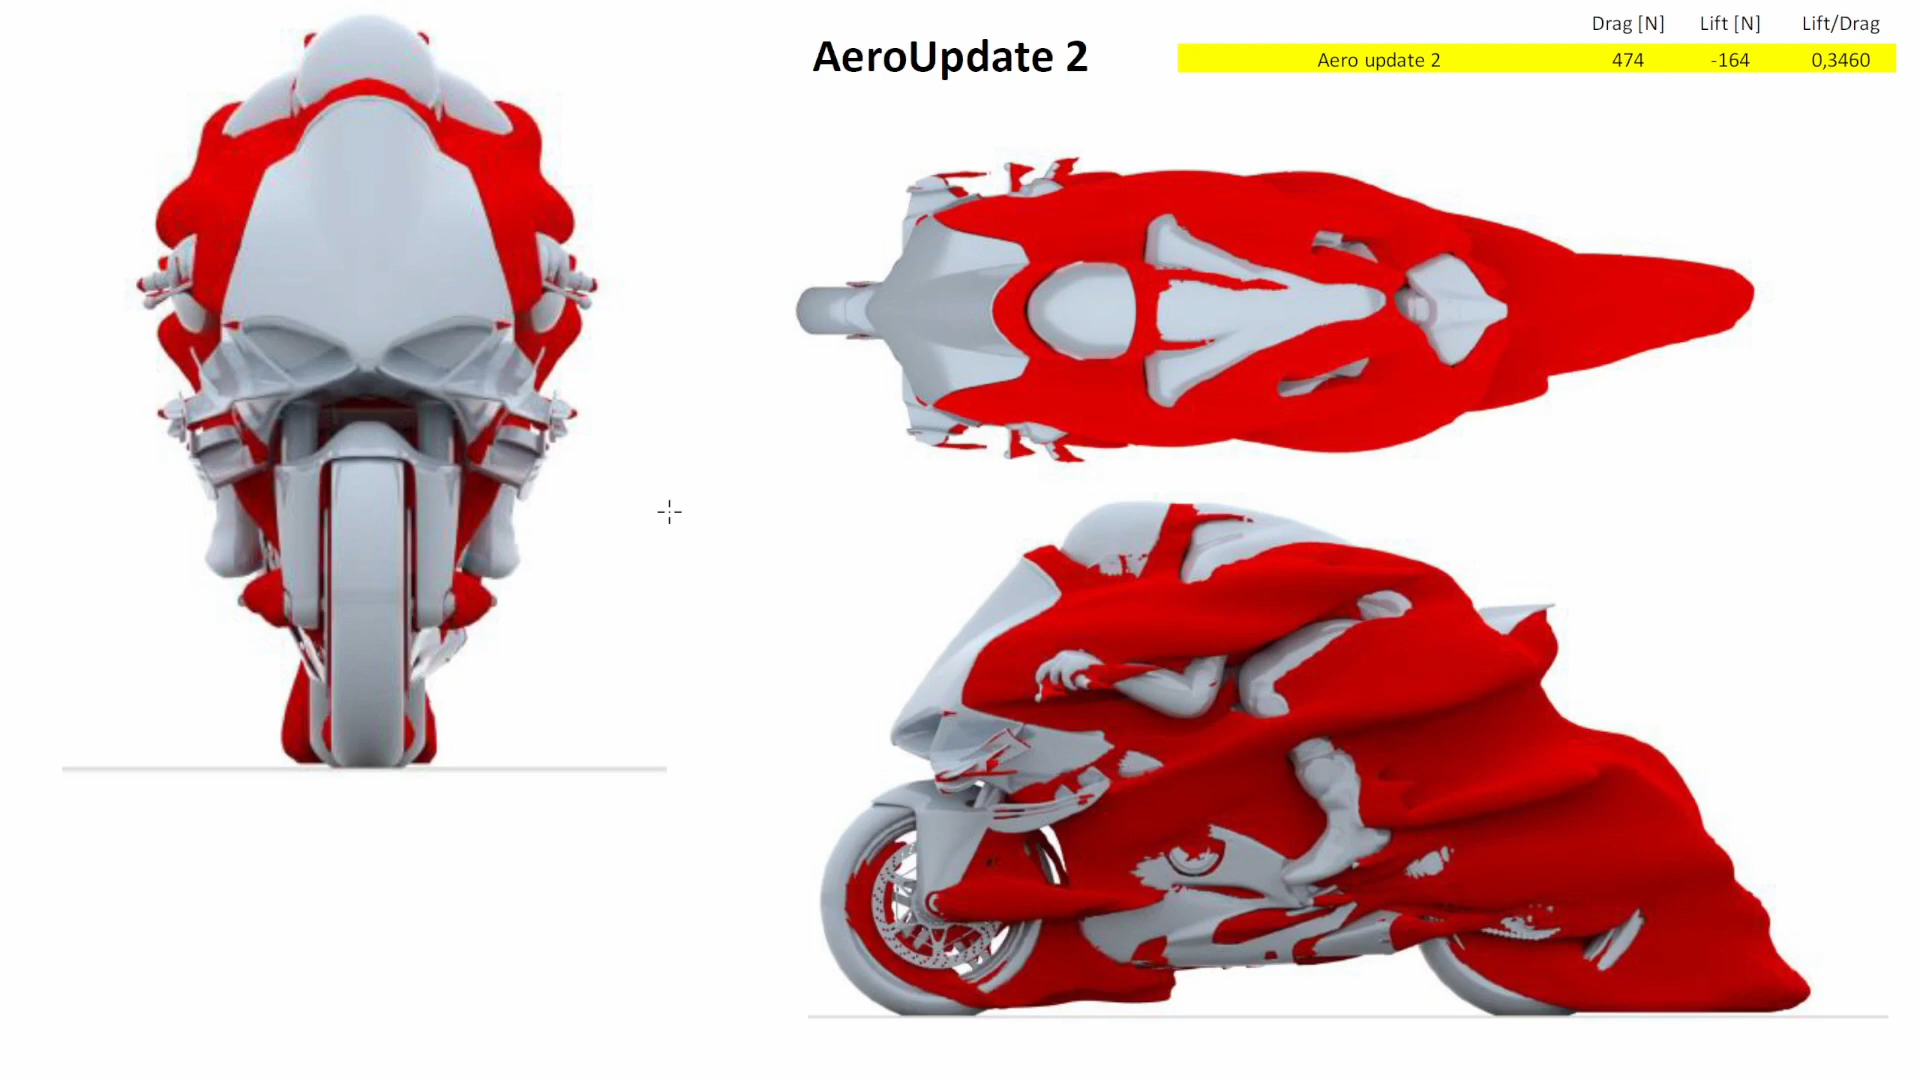 AeroUpdate 2
Drag [N] Lift [N] Lift/Drag
Aero update 2 474 -164 0,3460